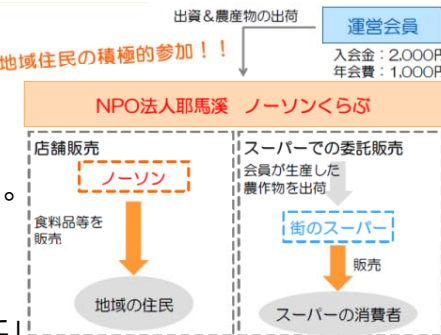 出資＆農産物の出荷
運営会員
地域住民の積極的参加！！
入会金：2,000円
年会費：1,000円
NPO法人耶馬溪　ノーソンくらぶ
店舗販売
ノーソン
食料品等を
販売
地域の住民
スーパーでの委託販売
会員が生産した
農作物を出荷
街のスーパー
販売
スーパーの消費者
。